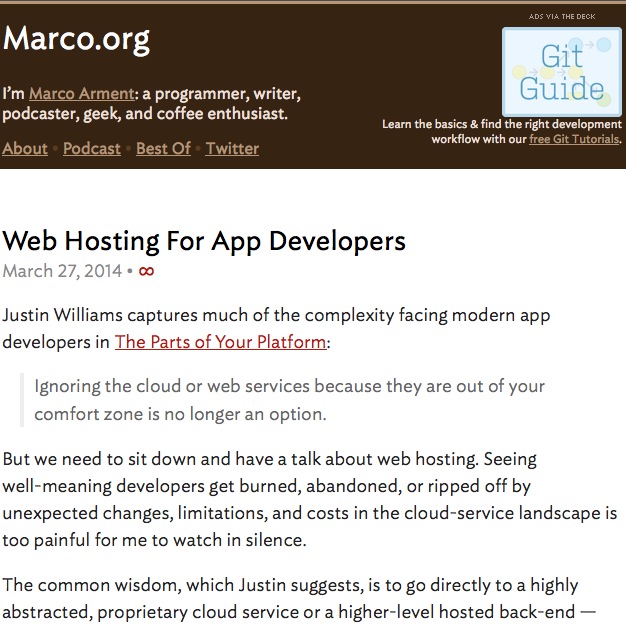 ADS VIA THE DECK
Marco.org
Git
Guide
I'm Marco Arment: a programmer, writer,
podcaster, geek, and coffee enthusiast.
Learn the basics & find the right development
workflow with our free Git Tutorials.
About • Podcast • Best Of • Twitter
Web Hosting For App Developers
March 27, 2014 • ∞
Justin Williams captures much of the complexity facing modern app
developers in The Parts of Your Platform:
Ignoring the cloud or web services because they are out of your
comfort zone is no longer an option.
But we need to sit down and have a talk about web hosting. Seeing
well-meaning developers get burned, abandoned, or ripped off by
unexpected changes, limitations, and costs in the cloud-service landscape is
too painful for me to watch in silence.
The common wisdom, which Justin suggests, is to go directly to a highly
abstracted, proprietary cloud service or a higher-level hosted back-end —